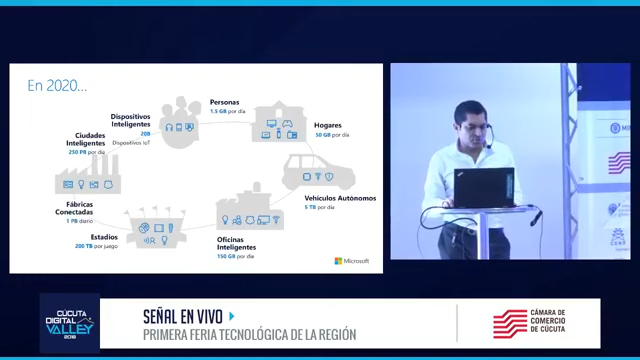 En 2020...
Personas
1.5 GB por día
Dispositivos
Inteligentes
20B
Dispositivos IoT
Hogares
50 GB por día
Ciudades
Inteligentes
250 PB por día
Vehículos Autónomos
5 TB por día
Fábricas
Conectadas
1 PB diario
Estadios
200 TB por juego
Oficinas
Inteligentes
150 GB por día
Microsoft
CÚCUTA
DIGITAL
VALLEY
2018
SEÑAL EN VIVO
PRIMERA FERIA TECNOLÓGICA DE LA REGIÓN
CÁMARA DE
COMERCIO
DE CÚCUTA